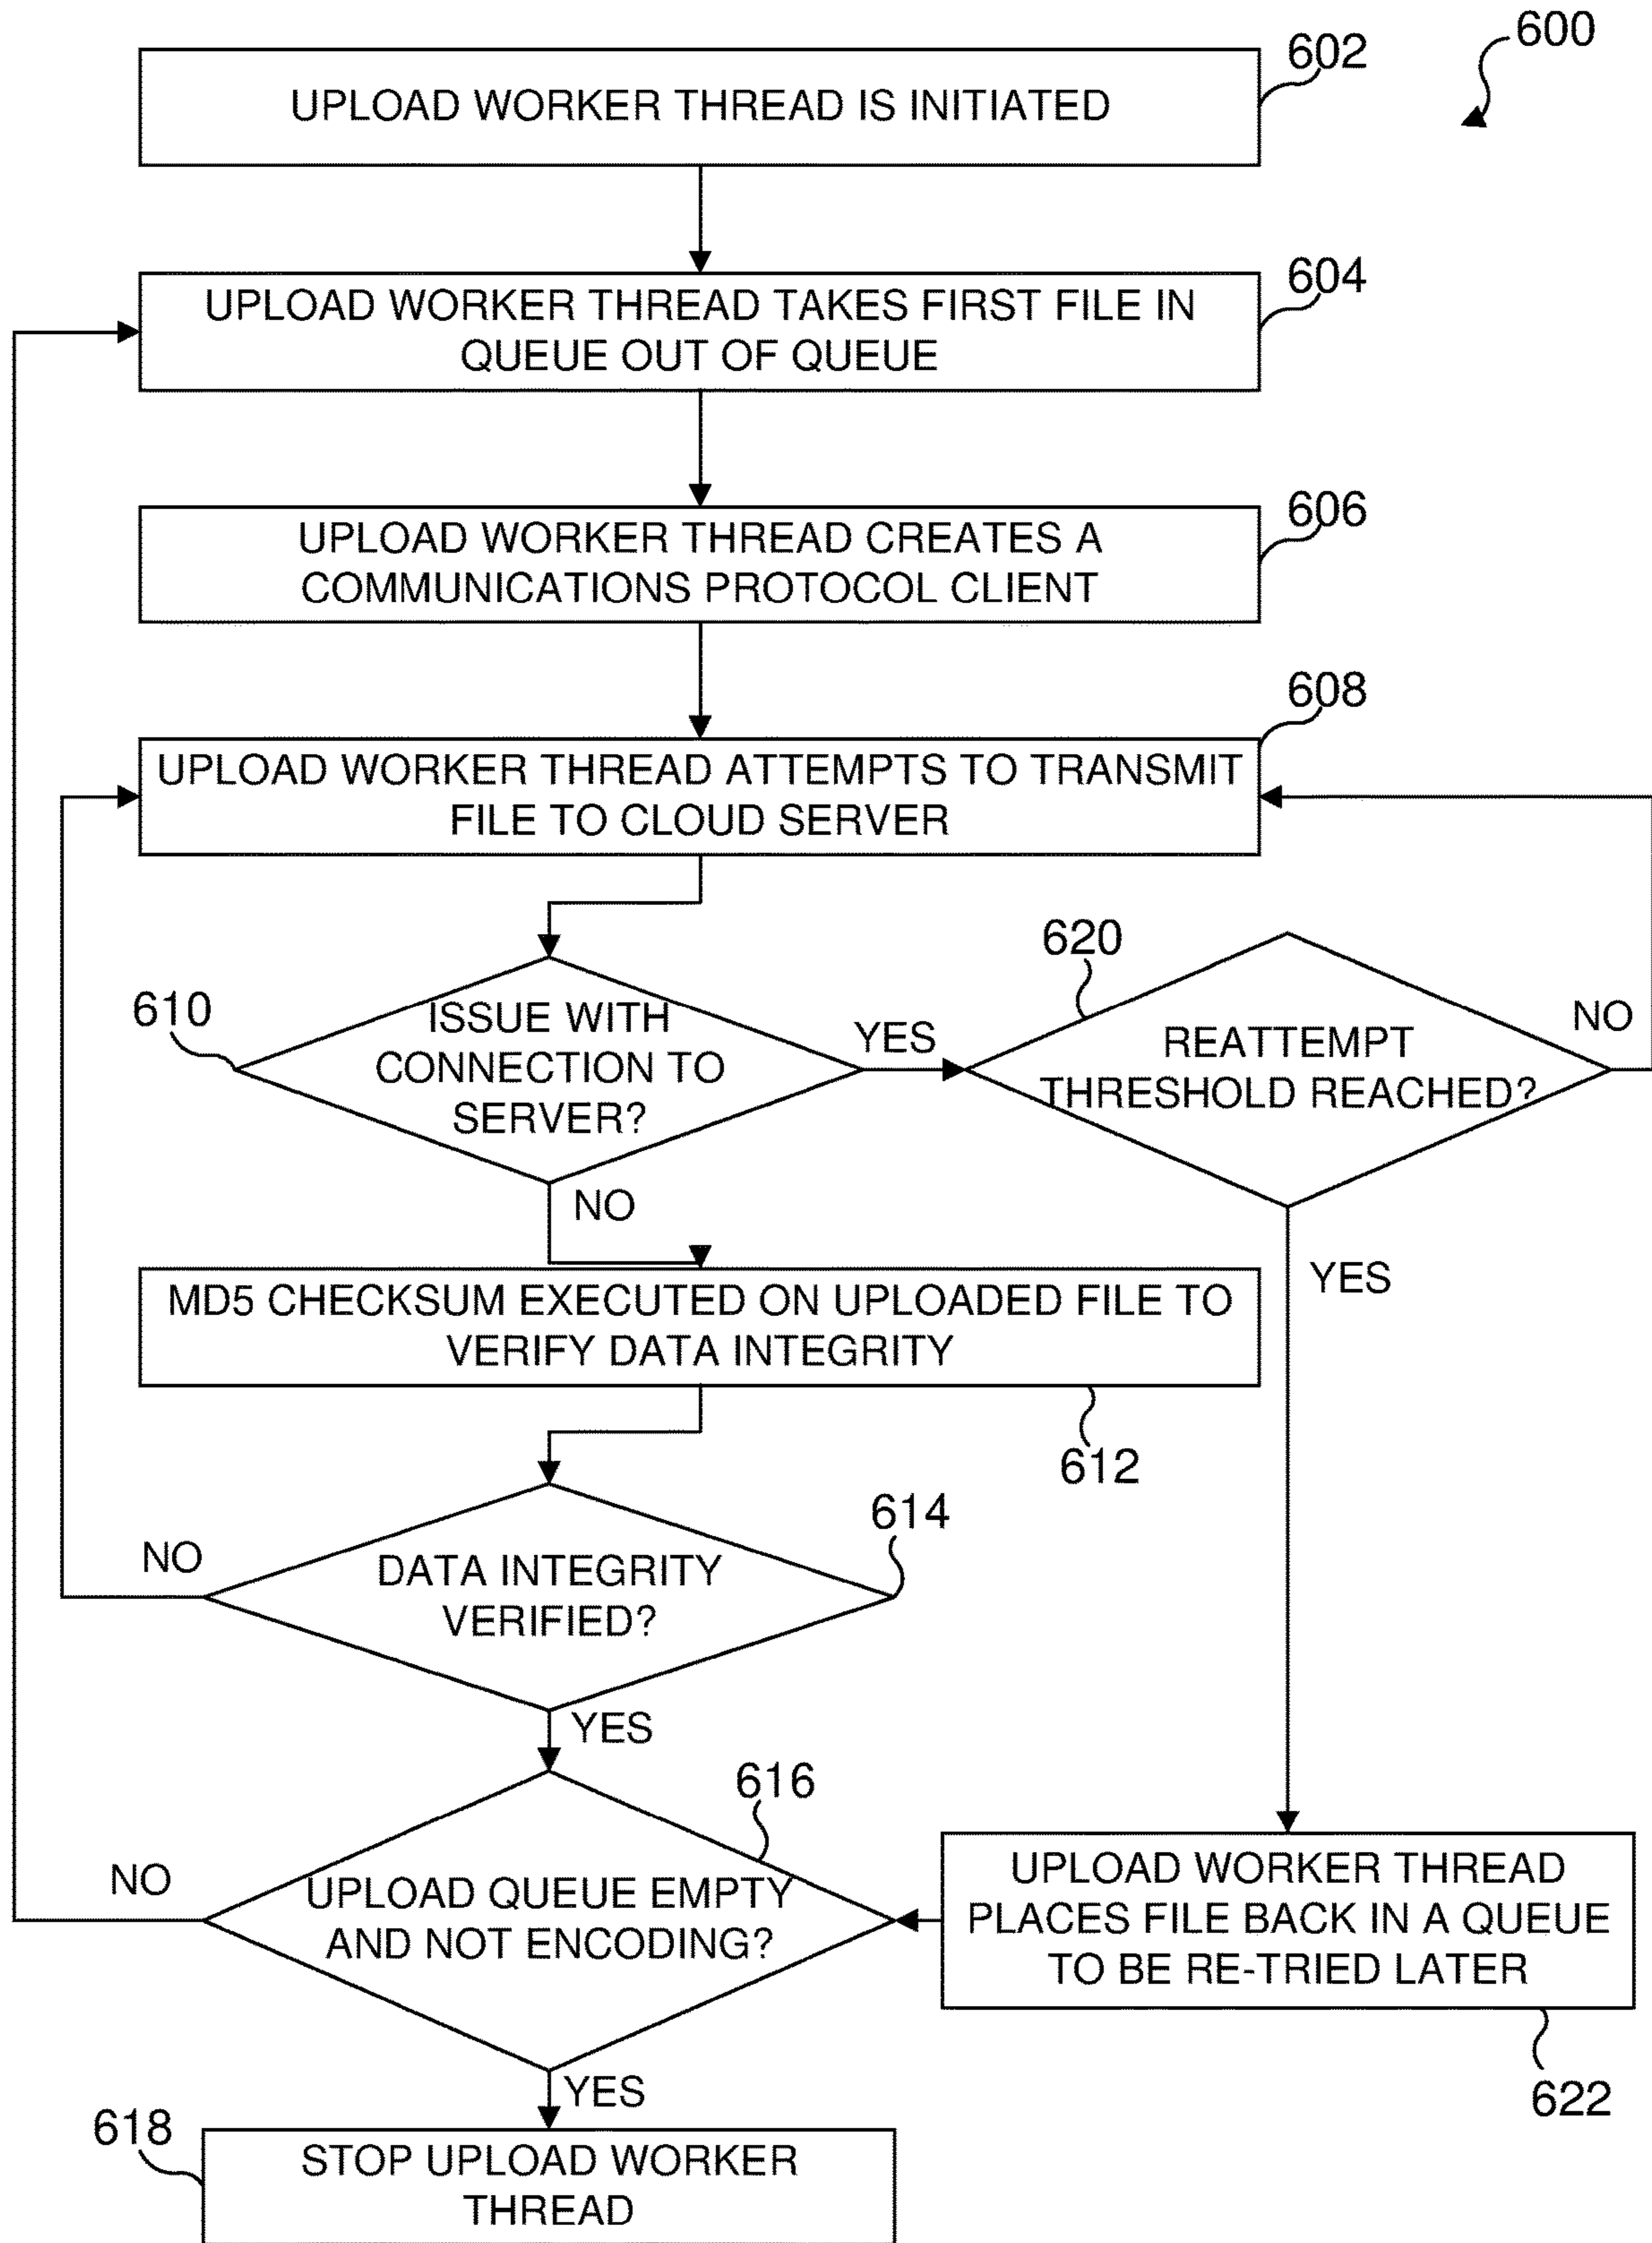 600
602
UPLOAD WORKER THREAD IS INITIATED
604
UPLOAD WORKER THREAD TAKES FIRST FILE IN
QUEUE OUT OF QUEUE
606
UPLOAD WORKER THREAD CREATES A
COMMUNICATIONS PROTOCOL CLIENT
608
UPLOAD WORKER THREAD ATTEMPTS TO TRANSMIT
FILE TO CLOUD SERVER
610
ISSUE WITH
CONNECTION TO
SERVER?
YES
620
REATTEMPT
THRESHOLD REACHED?
NO
NO
YES
MD5 CHECKSUM EXECUTED ON UPLOADED FILE TO
VERIFY DATA INTEGRITY
612
614
NO
DATA INTEGRITY
VERIFIED?
YES
616
NO
UPLOAD QUEUE EMPTY
AND NOT ENCODING?
UPLOAD WORKER THREAD
PLACES FILE BACK IN A QUEUE
TO BE RE-TRIED LATER
622
YES
618
STOP UPLOAD WORKER
THREAD